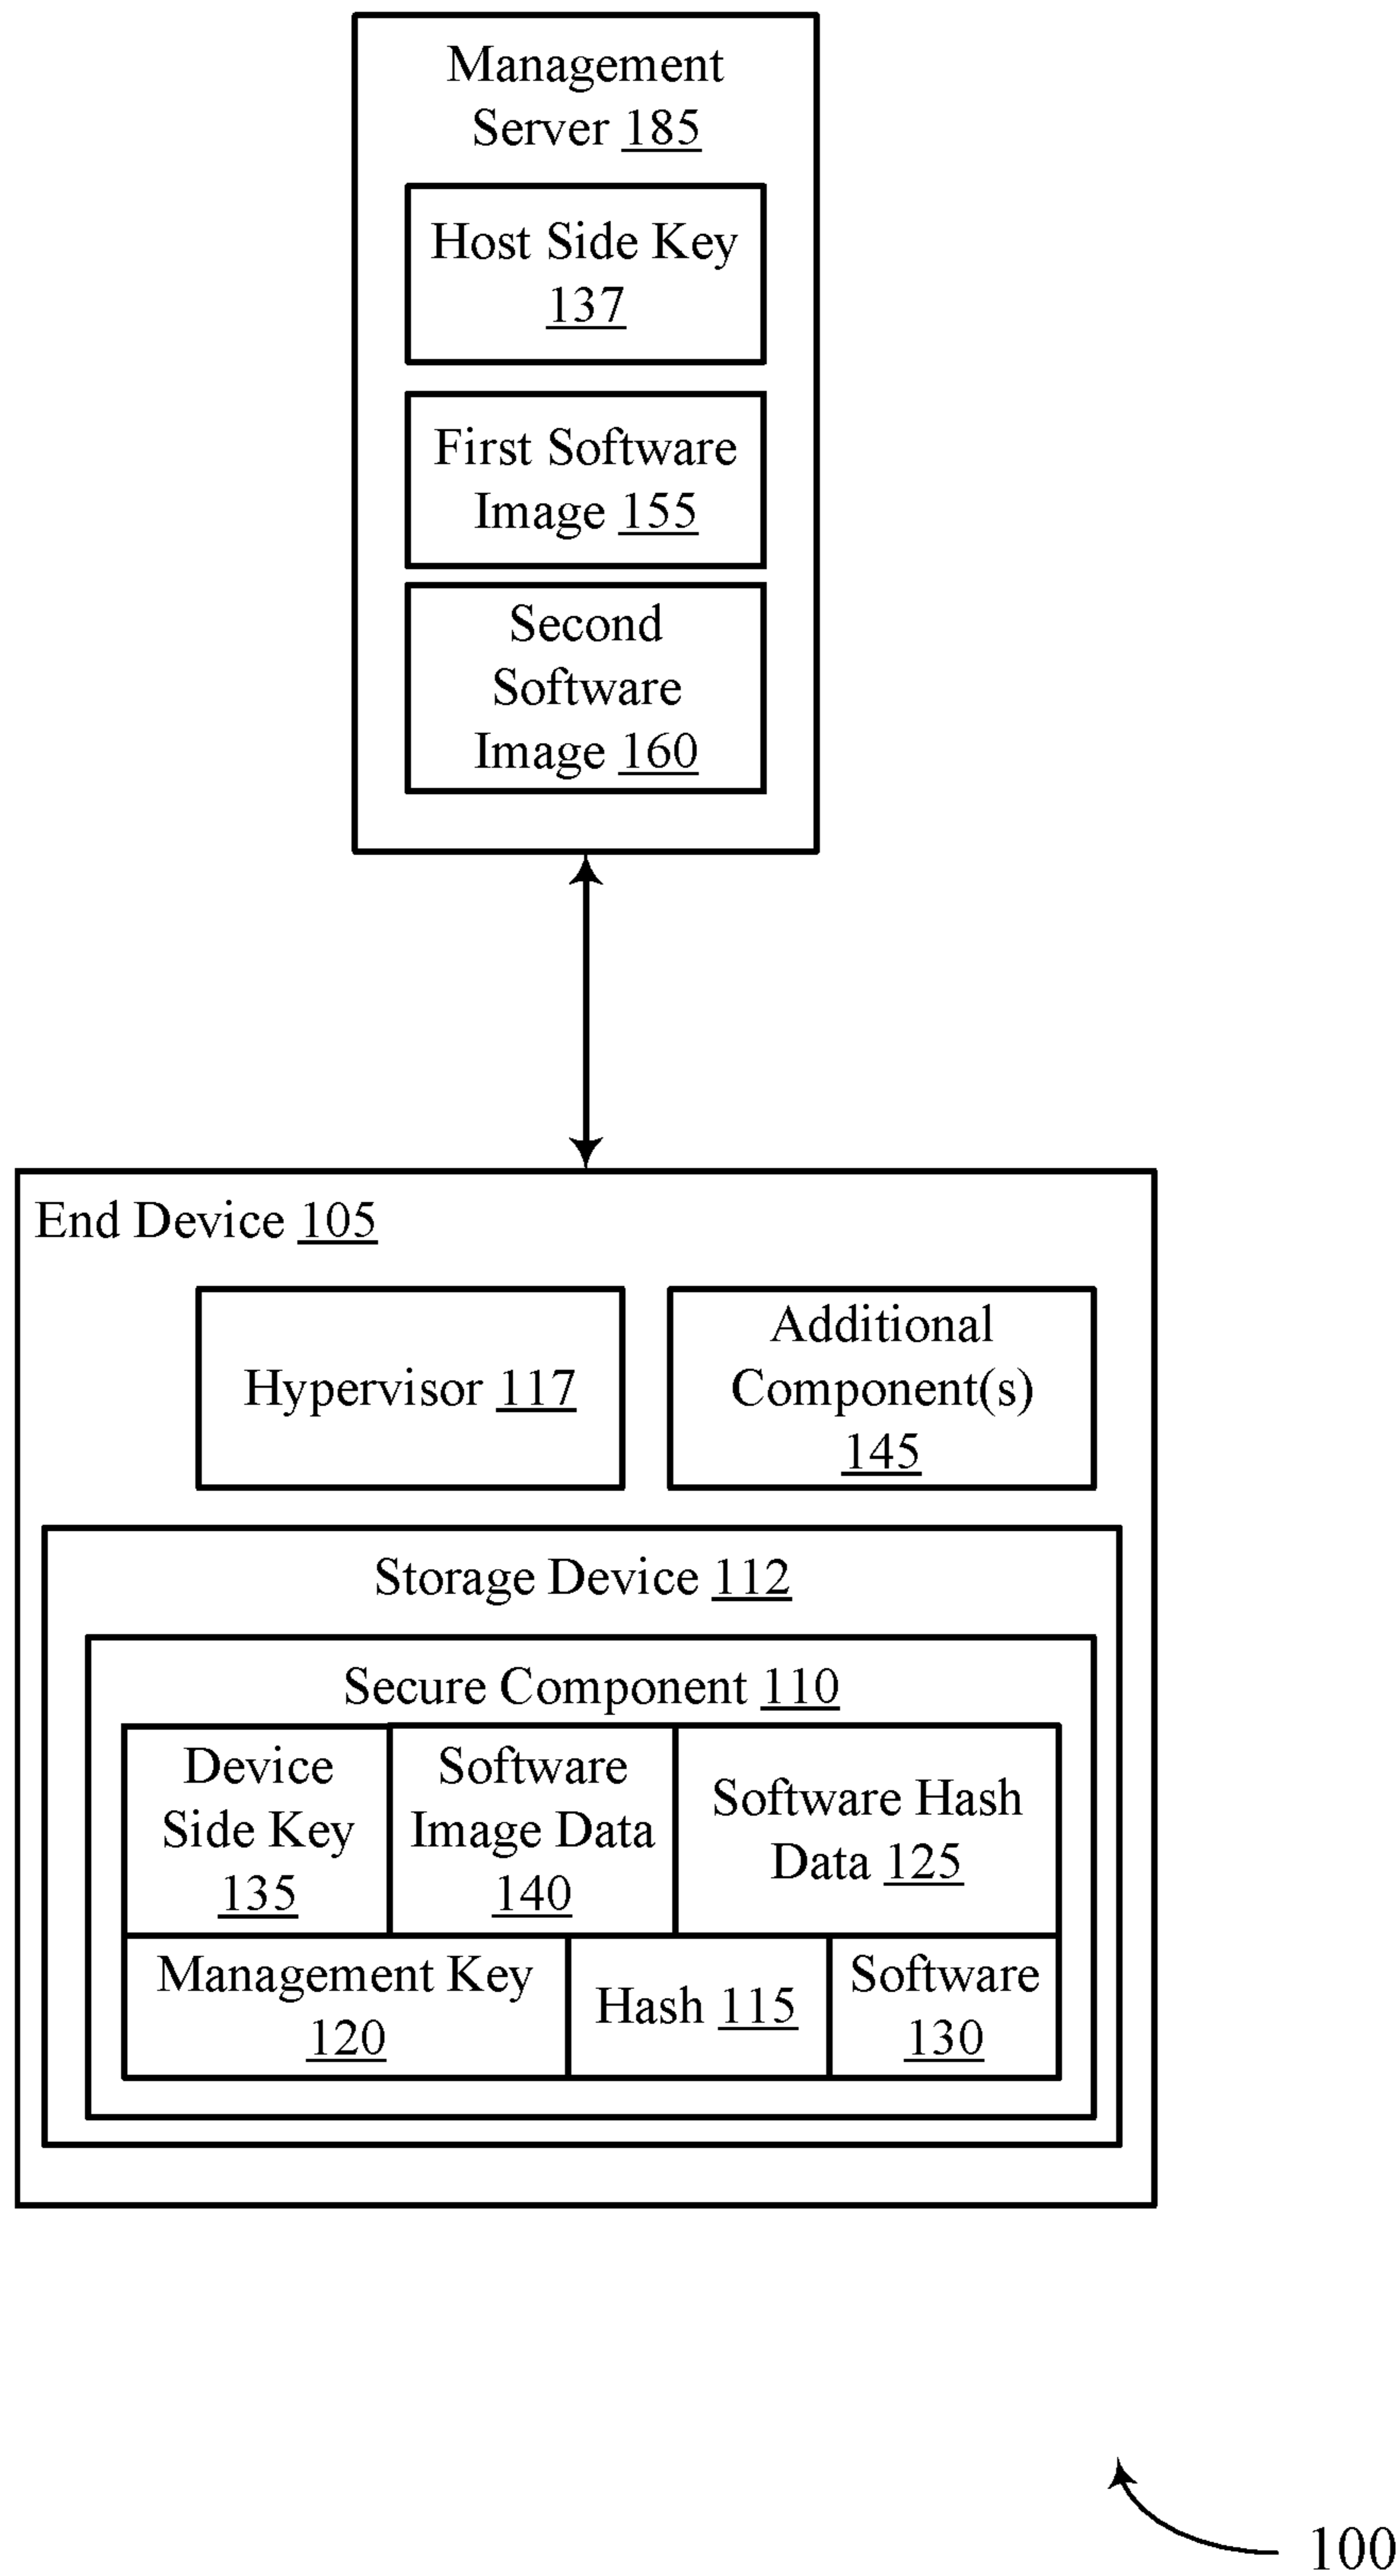 Management
Server 185
Host Side Key
137
First Software
Image 155
Second
Software
Image 160
End Device 105
Hypervisor 117
Additional
Component(s)
145
Storage Device 112
Secure Component 110
Device
Side Key
135
Software
Image Data
140
Software Hash
Data 125
Management Key
120
Hash 115
Software
130
100